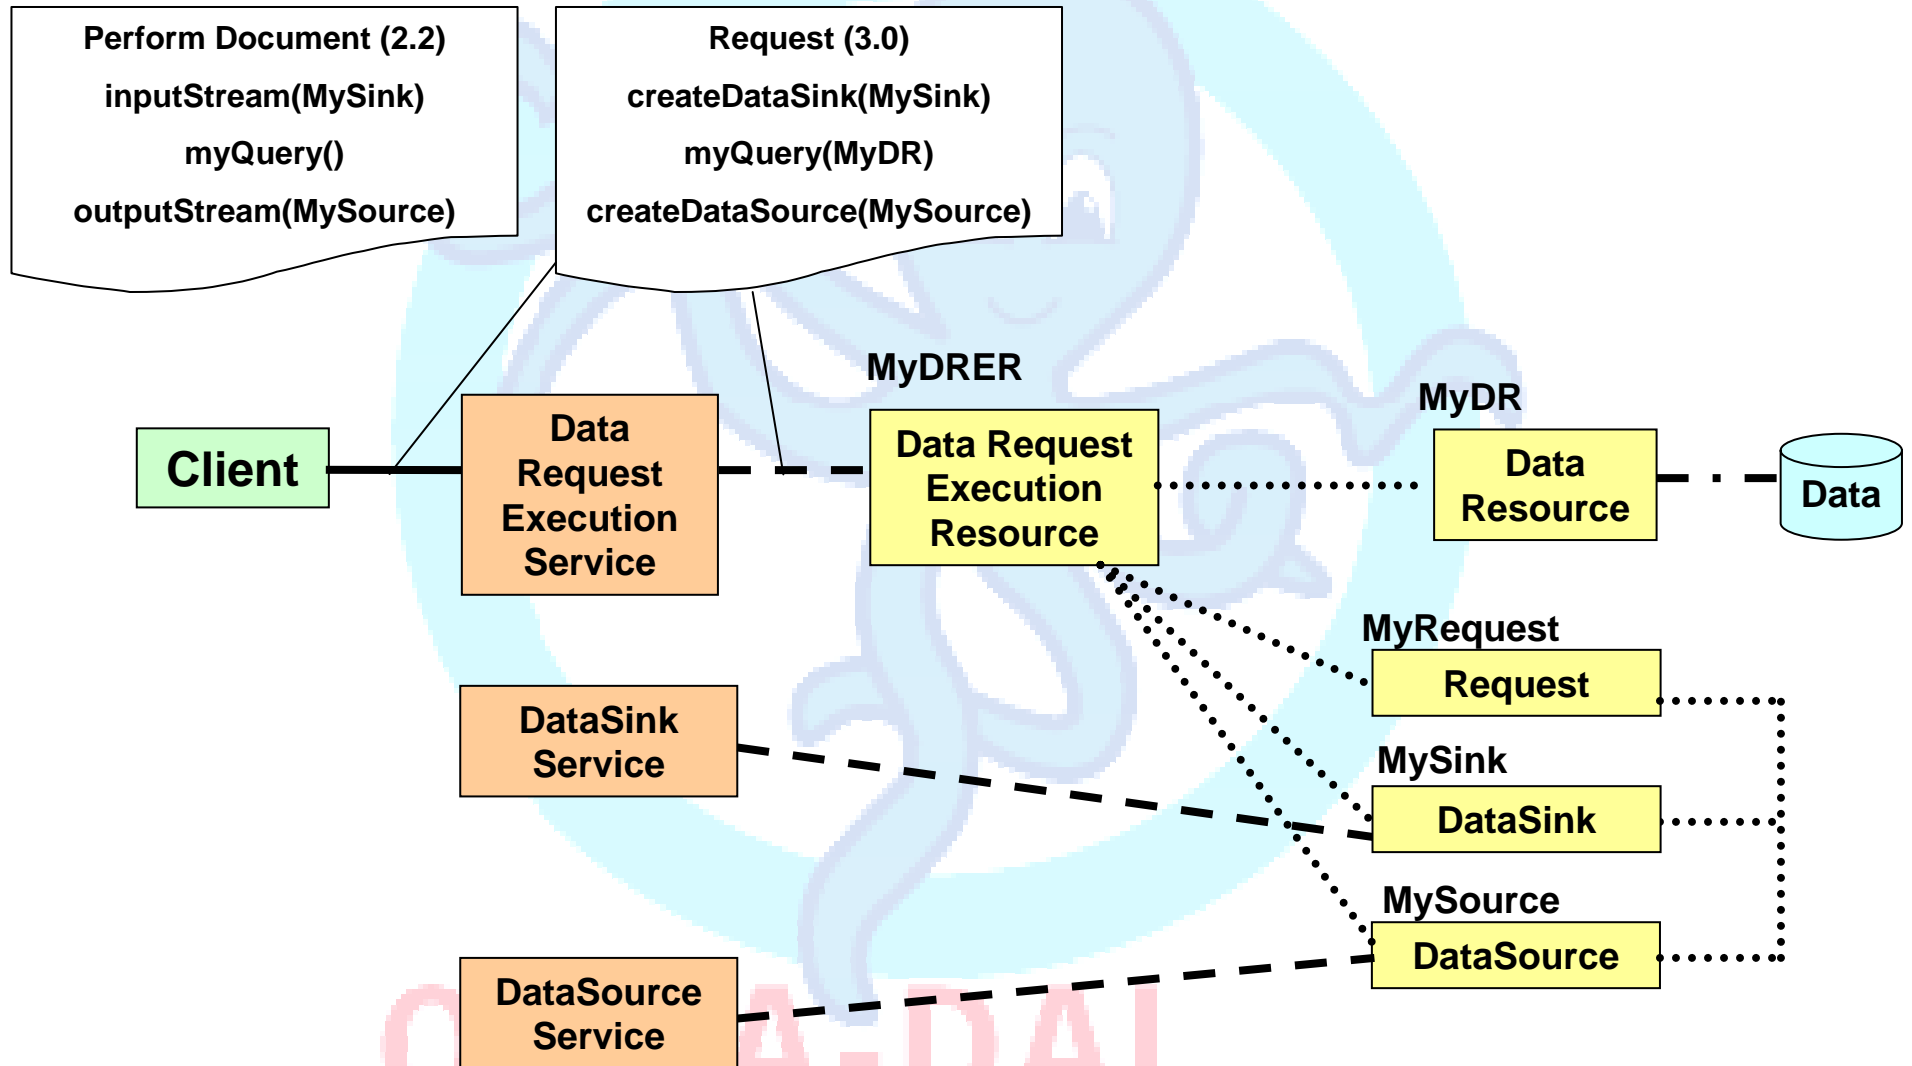 Perform Document (2.2)
inputStream(MySink)
myQuery()
outputStream(MySource)
Request (3.0)
createDataSink(MySink)
myQuery(MyDR)
createDataSource(MySource)
MyDRER
MyDR
Client
Data
Request
Execution
Service
Data Request
Execution
Resource
Data
Resource
Data
MyRequest
Request
DataSink
Service
MySink
DataSink
MySource
DataSource
DataSource
Service